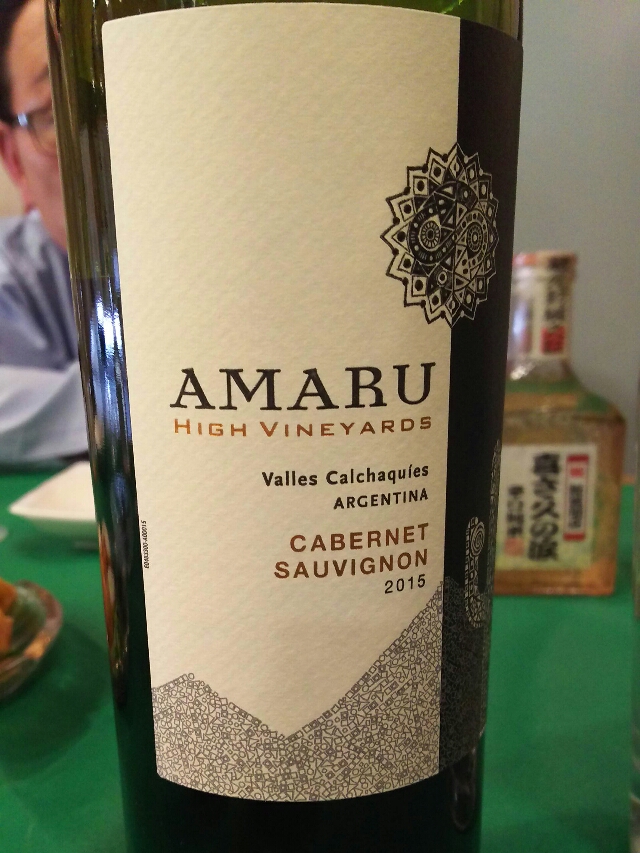 AMARU
HIGH VINEYARDS
Valles Calchaquíes
ARGENTINA
CABERNET
SAUVIGNON
2015